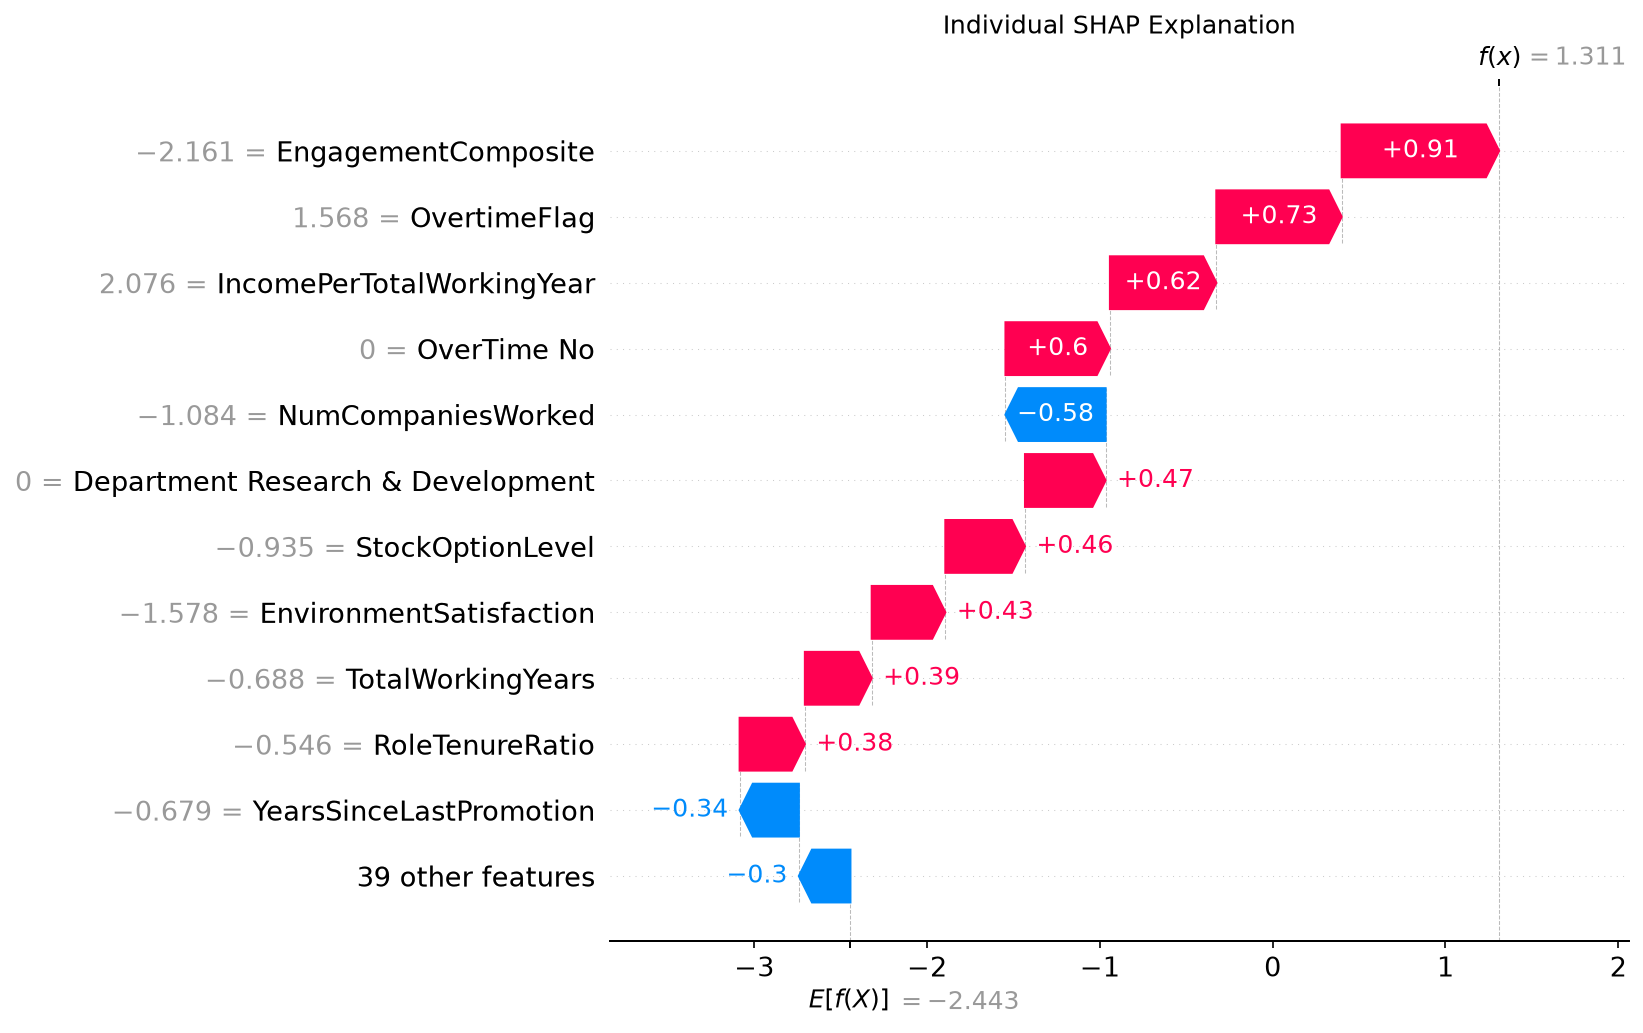 Individual SHAP Explanation
f(x) = 1.311
−2.161 = EngagementComposite +0.91
1.568 = OvertimeFlag +0.73
2.076 = IncomePerTotalWorkingYear +0.62
0 = OverTime No +0.6
−1.084 = NumCompaniesWorked −0.58
0 = Department Research & Development +0.47
−0.935 = StockOptionLevel +0.46
−1.578 = EnvironmentSatisfaction +0.43
−0.688 = TotalWorkingYears +0.39
−0.546 = RoleTenureRatio +0.38
−0.679 = YearsSinceLastPromotion −0.34
39 other features −0.3
−3 −2 −1 0 1 2
E[f(X)] = −2.443